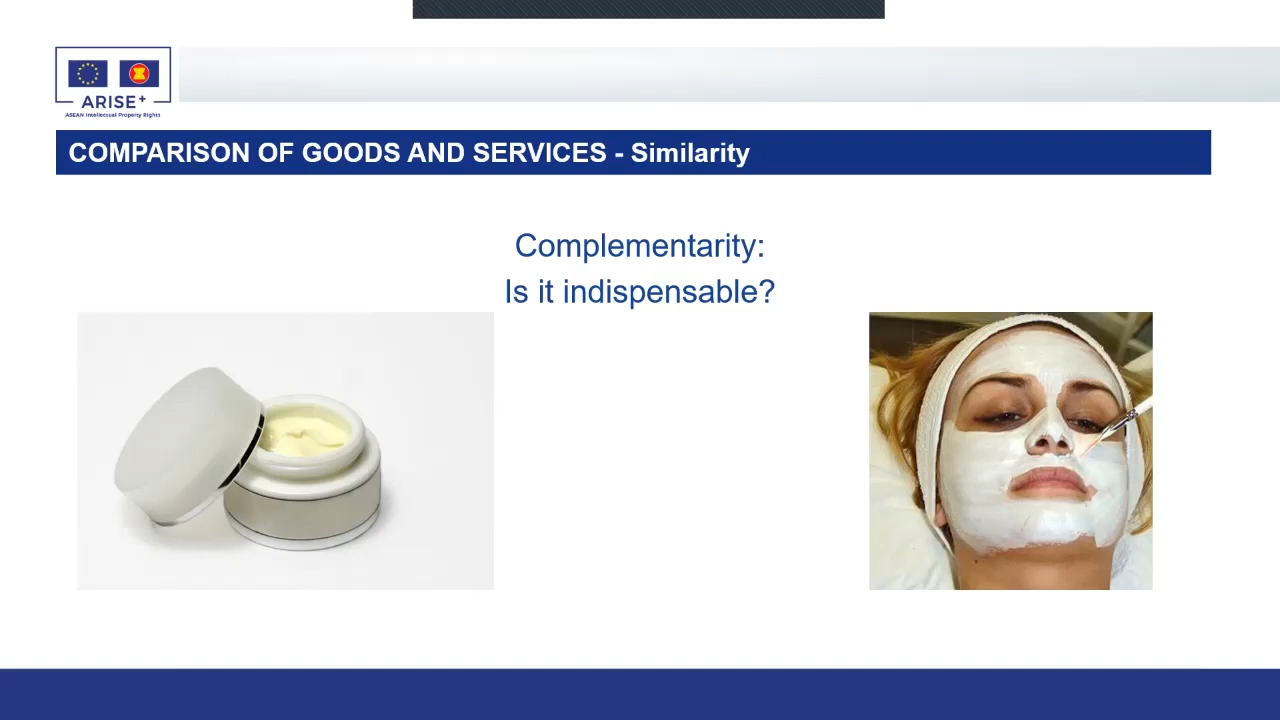 ARISE+
ASEAN Intellectual Property Rights
COMPARISON OF GOODS AND SERVICES - Similarity
Complementarity:
Is it indispensable?